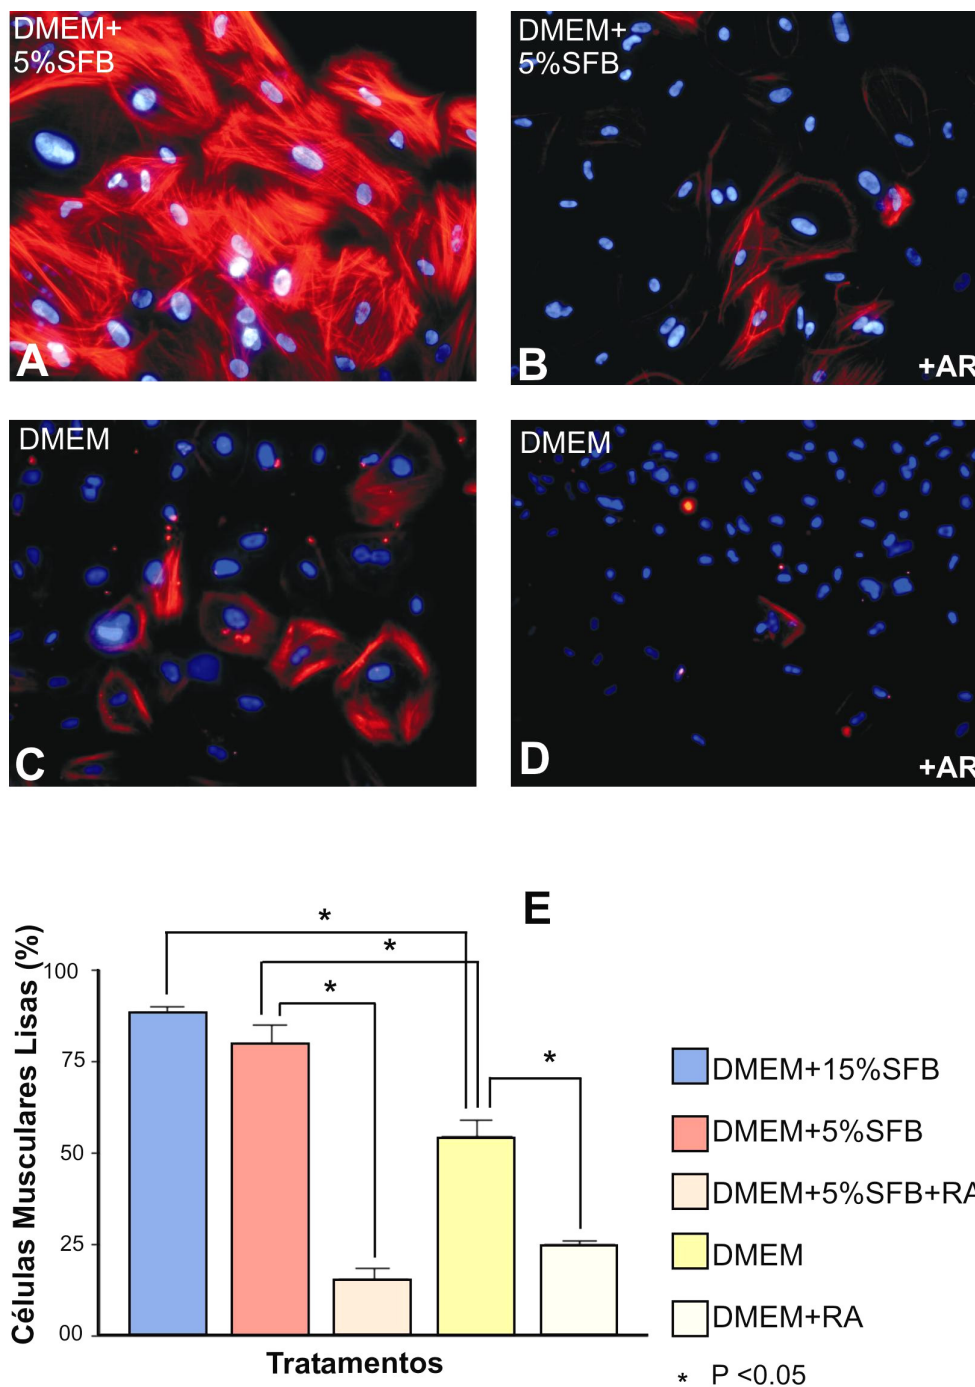 DMEM+
5%SFB
A
DMEM+
5%SFB
B
+AR
DMEM
C
DMEM
D
+AR
E
Células Musculares Lisas (%)
100
75
50
25
00
*
*
*
*
Tratamentos
DMEM+15%SFB
DMEM+5%SFB
DMEM+5%SFB+RA
DMEM
DMEM+RA
* P <0.05